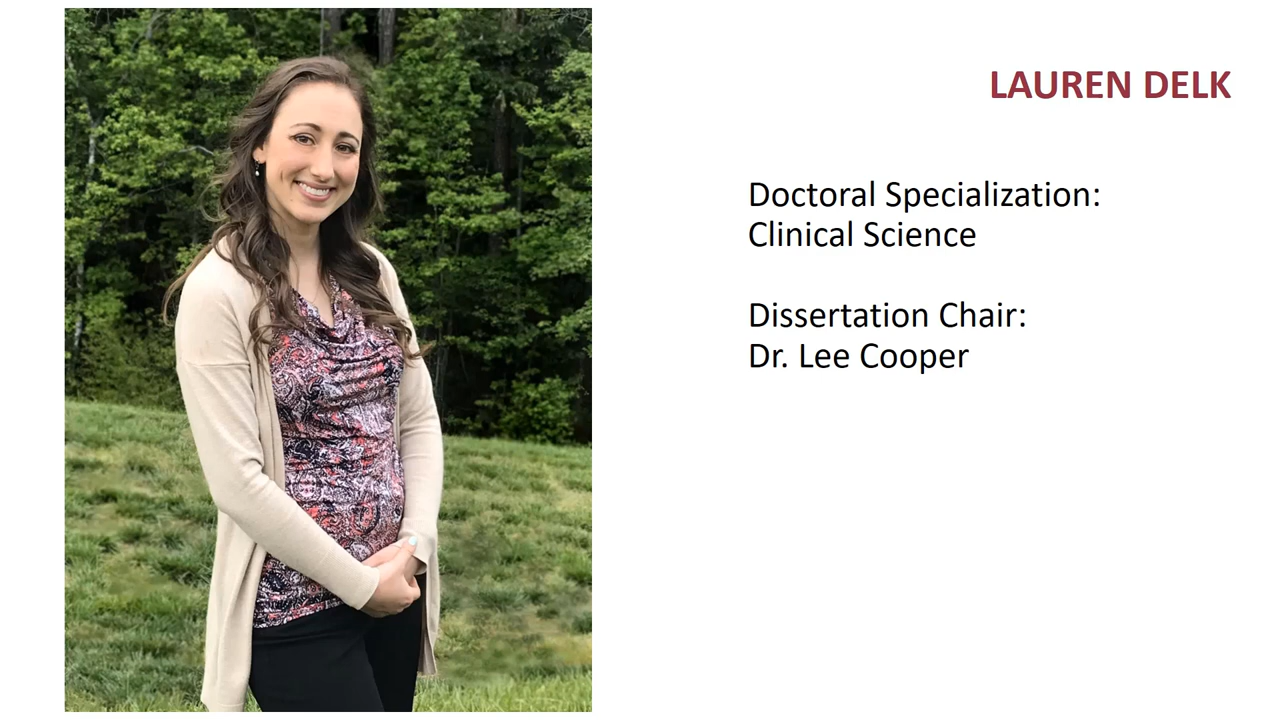 LAUREN DELK
Doctoral Specialization:
Clinical Science
Dissertation Chair:
Dr. Lee Cooper